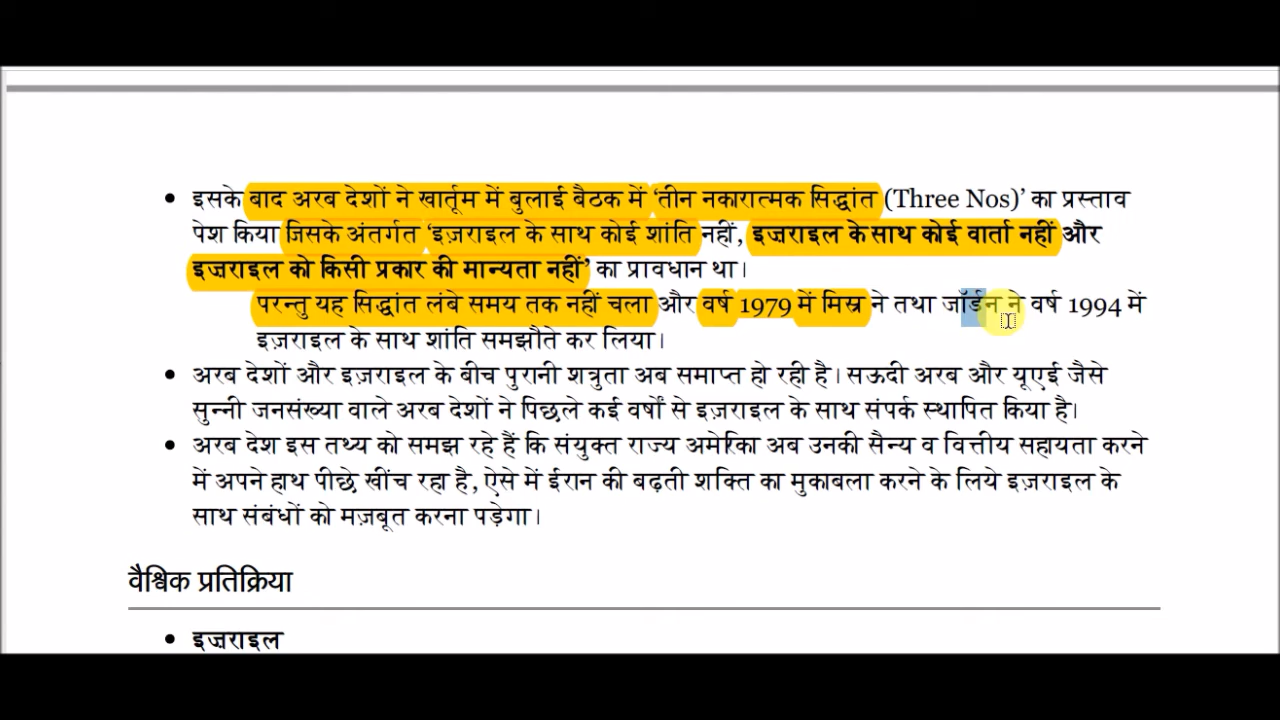 इसके बाद अरब देशों ने खार्तूम में बुलाई बैठक में ‘तीन नकारात्मक सिद्धांत (Three Nos)’ का प्रस्ताव
पेश किया जिसके अंतर्गत ‘इज़राइल के साथ कोई शांति नहीं, इज़राइल के साथ कोई वार्ता नहीं और
इज़राइल को किसी प्रकार की मान्यता नहीं’ का प्रावधान था।
परन्तु यह सिद्धांत लंबे समय तक नहीं चला और वर्ष 1979 में मिस्र ने तथा जॉर्डन ने वर्ष 1994 में
इज़राइल के साथ शांति समझौते कर लिया।
अरब देशों और इज़राइल के बीच पुरानी शत्रुता अब समाप्त हो रही है। सऊदी अरब और यूएई जैसे
सुन्नी जनसंख्या वाले अरब देशों ने पिछले कई वर्षों से इज़राइल के साथ संपर्क स्थापित किया है।
अरब देश इस तथ्य को समझ रहे हैं कि संयुक्त राज्य अमेरिका अब उनकी सैन्य व वित्तीय सहायता करने
में अपने हाथ पीछे खींच रहा है, ऐसे में ईरान की बढ़ती शक्ति का मुकाबला करने के लिये इज़राइल के
साथ संबंधों को मज़बूत करना पड़ेगा।
वैश्विक प्रतिक्रिया
इज़राइल